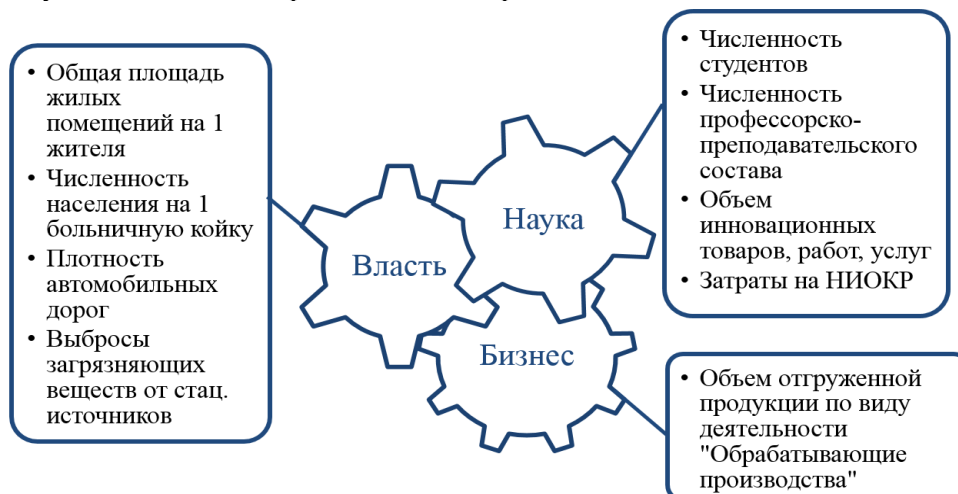 • Общая площадь
жилых
помещений на 1
жителя
• Численность
населения на 1
больничную койку
• Плотность
автомобильных
дорог
• Выбросы
загрязняющих
веществ от стац.
источников
Власть
Наука
Бизнес
• Численность
студентов
• Численность
профессорско-
преподавательского
состава
• Объем
инновационных
товаров, работ, услуг
• Затраты на НИОКР
• Объем отгруженной
продукции по виду
деятельности
"Обрабатывающие
производства"